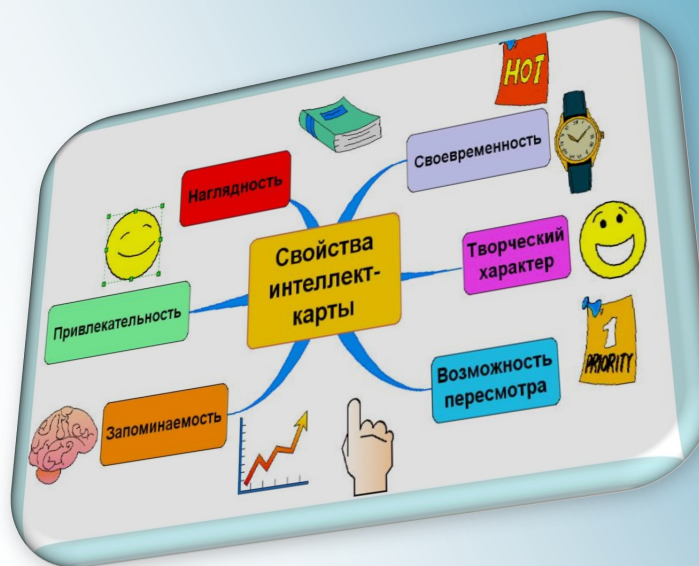 HOT
Своевременность
Наглядность
Свойства
интеллект-
карты
Творческий
характер
Привлекательность
1
PRIORITY
Возможность
пересмотра
Запоминаемость